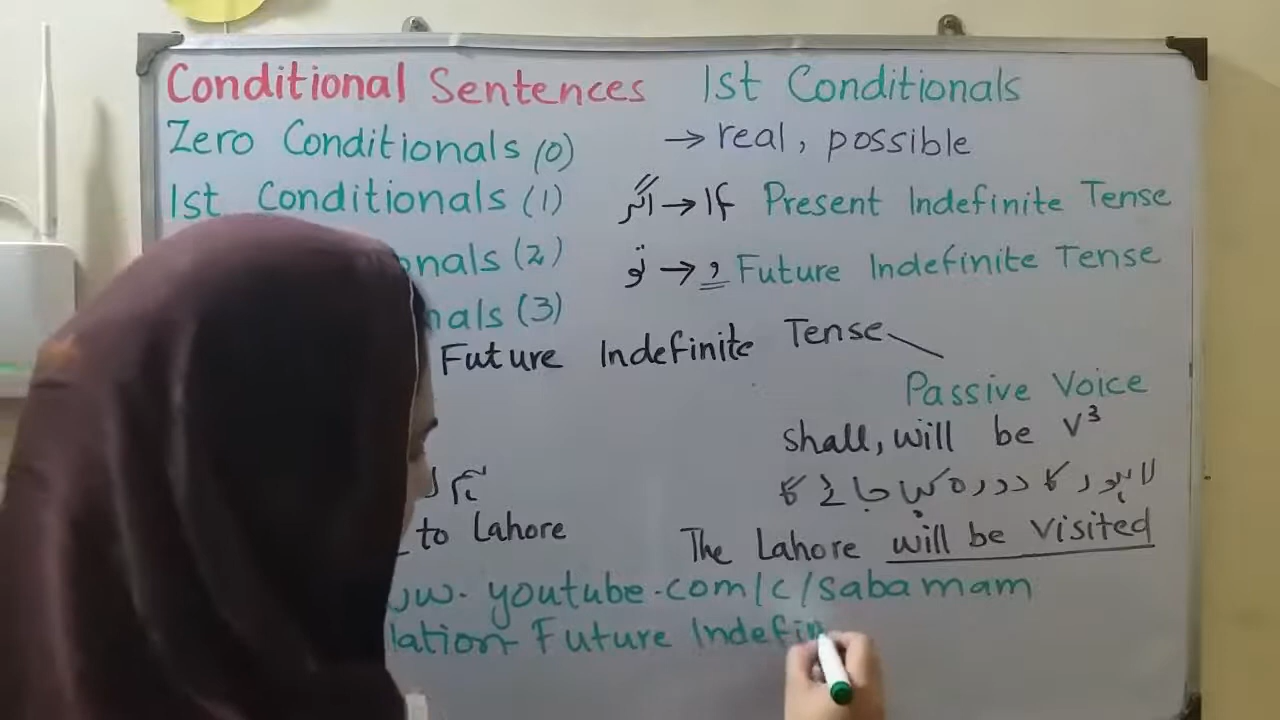 Conditional Sentences
Zero Conditionals (0)
1st Conditionals (1)
onals (2)
nals (3)
1st Conditionals
→ real, possible
اگر → If Present Indefinite Tense
تو → و Future Indefinite Tense
Future Indefinite Tense
Passive Voice
shall, will be V³
لاہور کا دورہ کیا جائے گا
ہم
to Lahore
The Lahore will be visited
uw. youtube.com/c/sabamam
lation Future Indefin